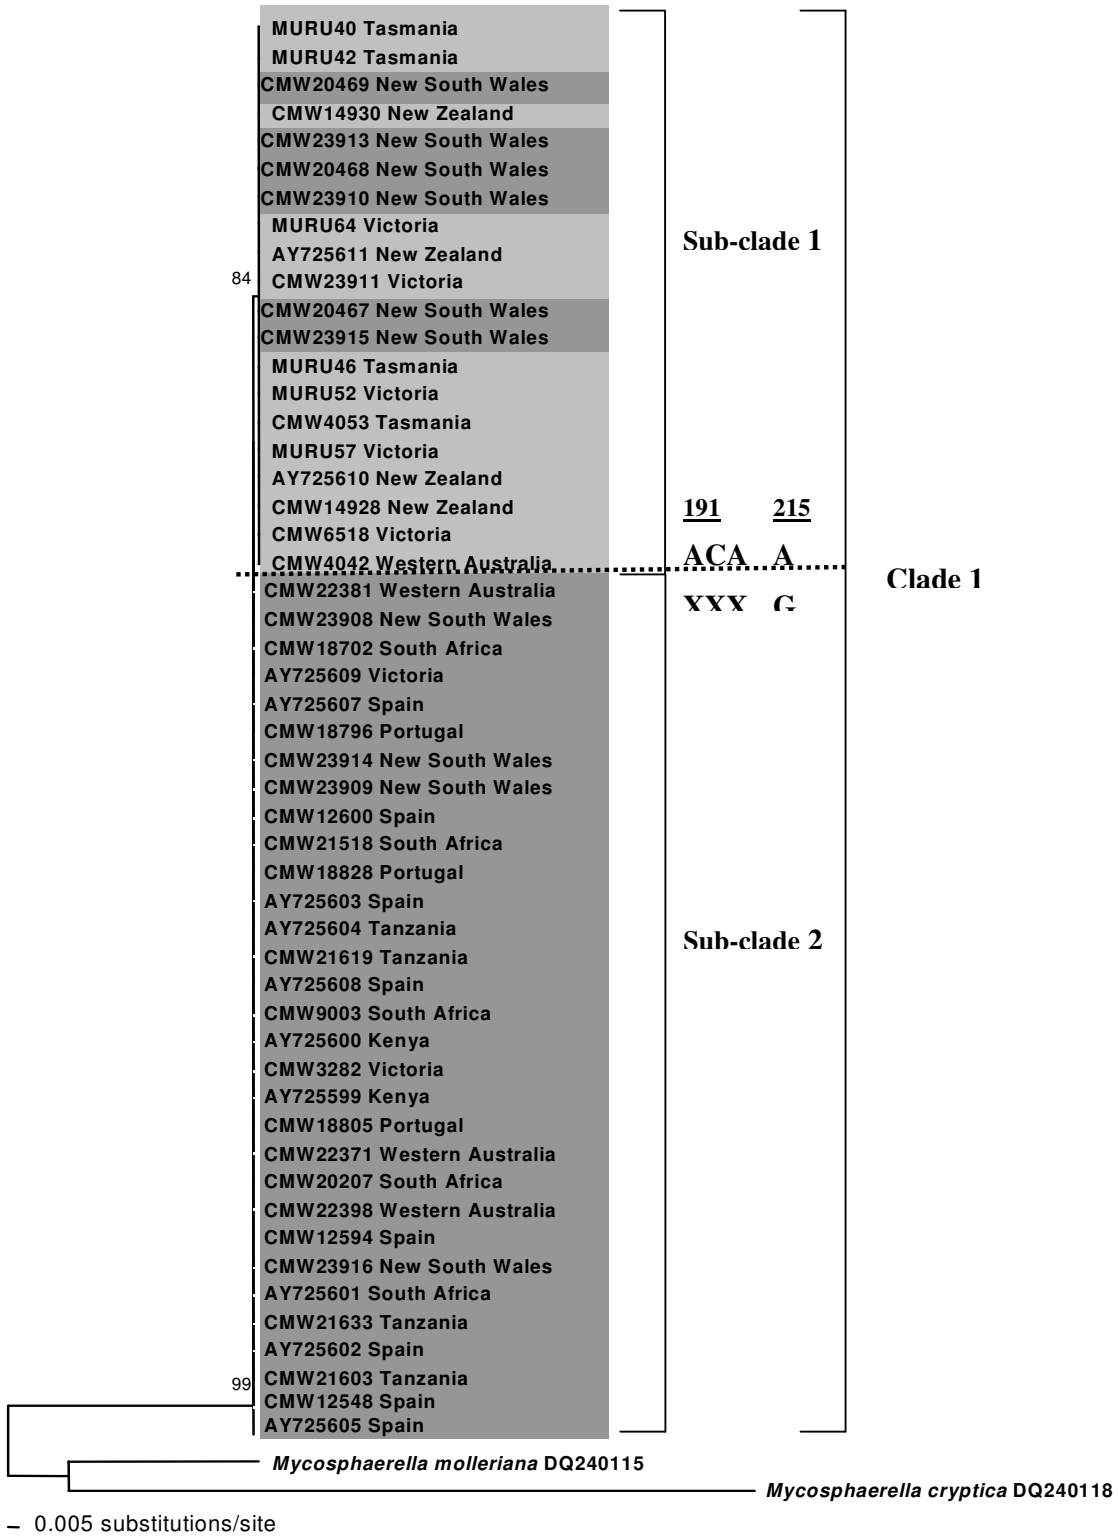 MURU40 Tasmania
MURU42 Tasmania
CMW20469 New South Wales
CMW14930 New Zealand
CMW23913 New South Wales
CMW20468 New South Wales
CMW23910 New South Wales
MURU64 Victoria
Sub-clade 1
AY725611 New Zealand
84
CMW23911 Victoria
CMW20467 New South Wales
CMW23915 New South Wales
MURU46 Tasmania
MURU52 Victoria
CMW4053 Tasmania
MURU57 Victoria
AY725610 New Zealand
CMW14928 New Zealand
191 215
CMW6518 Victoria
CMW4042 Western Australia
ACA A
Clade 1
CMW22381 Western Australia
XXX G
CMW23908 New South Wales
CMW18702 South Africa
AY725609 Victoria
AY725607 Spain
CMW18796 Portugal
CMW23914 New South Wales
CMW23909 New South Wales
CMW12600 Spain
CMW21518 South Africa
CMW18828 Portugal
AY725603 Spain
AY725604 Tanzania
Sub-clade 2
CMW21619 Tanzania
AY725608 Spain
CMW9003 South Africa
AY725600 Kenya
CMW3282 Victoria
AY725599 Kenya
CMW18805 Portugal
CMW22371 Western Australia
CMW20207 South Africa
CMW22398 Western Australia
CMW12594 Spain
CMW23916 New South Wales
AY725601 South Africa
CMW21633 Tanzania
AY725602 Spain
99
CMW21603 Tanzania
CMW12548 Spain
AY725605 Spain
Mycosphaerella molleriana DQ240115
Mycosphaerella cryptica DQ240118
0.005 substitutions/site